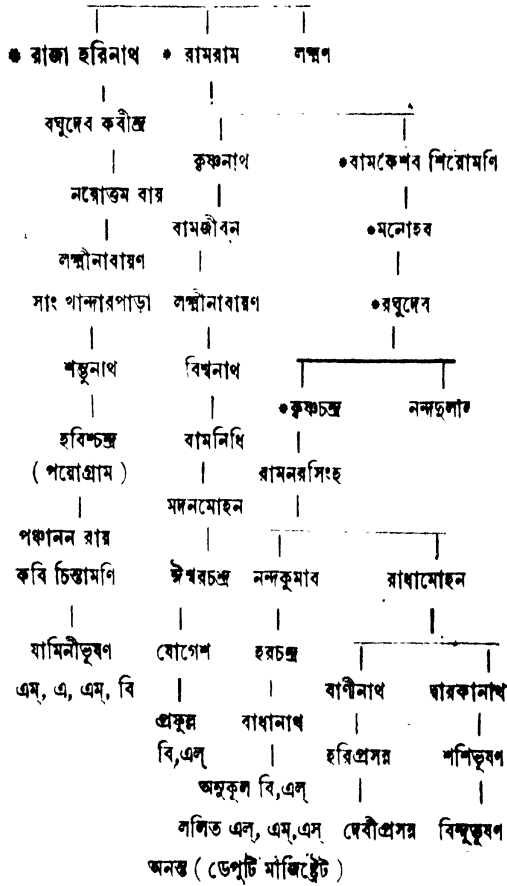 * রাজা হরিনাথ * রামরাম লক্ষ্মণ
বঘুদেব কবীন্দ্র
কৃষ্ণনাথ *বামকেশব শিরোমণি
নরোত্তম বায়
বামজীবন *মনোহব
লক্ষ্মীনাবায়ণ
সাং খান্দারপাড়া লক্ষ্মীনাবায়ণ *রঘুদেব
শম্ভুনাথ বিশ্বনাথ
*কৃষ্ণচন্দ্র নন্দদুলাল
হবিশ্চন্দ্র বামনিধি
( পয়োগ্রাম ) রামনরসিংহ
মদনমোহন
পঞ্চানন রায়
কবি চিন্তামণি ঈশ্বরচন্দ্র নন্দকুমাব রাধামোহন
যামিনীভূষণ যোগেশ হরচন্দ্র
এম্, এ, এম্, বি বাণীনাথ দ্বারকানাথ
প্রফুল্ল বাধানাথ
বি,এল্ হরিপ্রসন্ন শশিভূষণ
অনুকূল বি,এল্
ললিত এল্, এম্,এস্ দেবীপ্রসন্ন বিন্দুভূষণ
অনন্ত ( ডেপুটি মাজিষ্ট্রেট )